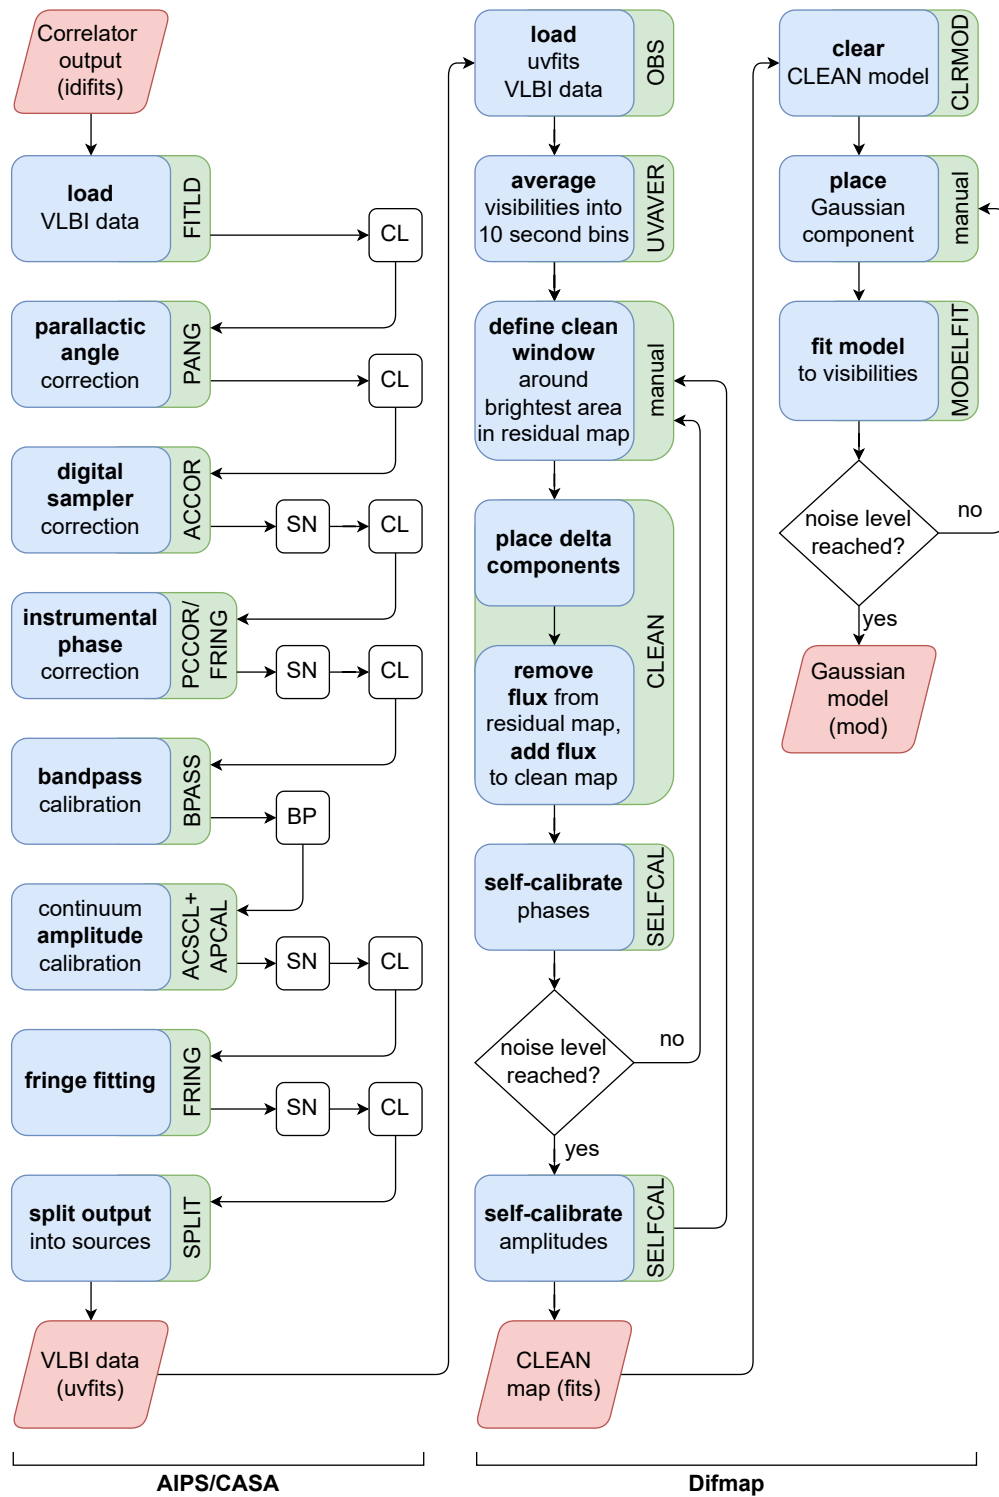 Correlator
output
(idifits)
load
VLBI data
FITLD
CL
parallactic
angle
correction
PANG
CL
digital
sampler
correction
ACCOR
SN
CL
instrumental
phase
correction
PCCOR/
FRING
SN
CL
bandpass
calibration
BPASS
BP
continuum
amplitude
calibration
ACSCL+
APCAL
SN
CL
fringe fitting
FRING
SN
CL
split output
into sources
SPLIT
VLBI data
(uvfits)
AIPS/CASA
load
uvfits
VLBI data
OBS
average
visibilities into
10 second bins
UVAVER
define clean
window
around
brightest area
in residual map
manual
place delta
components
remove
flux from
residual map,
add flux
to clean map
CLEAN
self-calibrate
phases
SELFCAL
noise level
reached?
no
yes
self-calibrate
amplitudes
SELFCAL
CLEAN
map (fits)
clear
CLEAN model
CLRMOD
place
Gaussian
component
manual
fit model
to visibilities
MODELFIT
noise level
reached?
no
yes
Gaussian
model
(mod)
Difmap